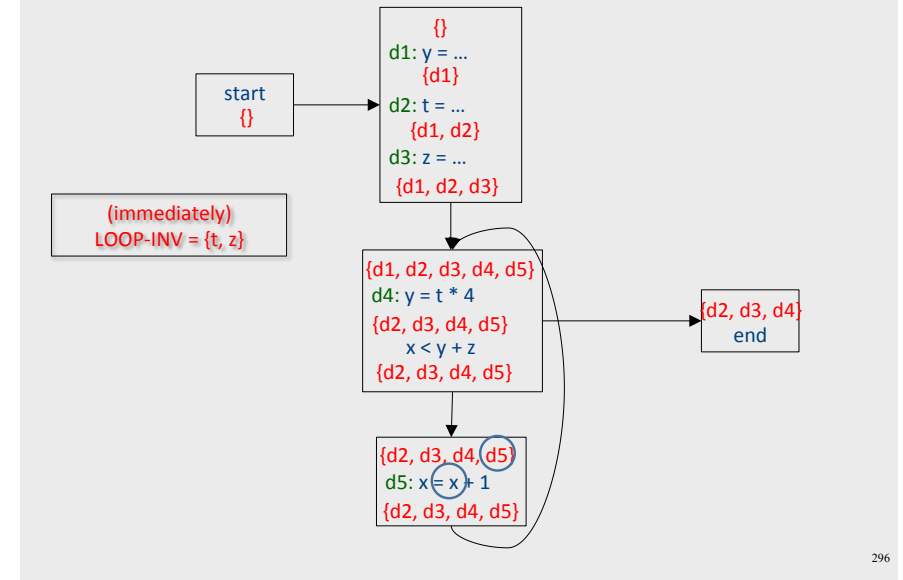 {}
d1: y = ...
{d1}
d2: t = ...
{d1, d2}
d3: z = ...
{d1, d2, d3}
start
{}
(immediately)
LOOP-INV = {t, z}
{d1, d2, d3, d4, d5}
d4: y = t * 4
{d2, d3, d4, d5}
x < y + z
{d2, d3, d4, d5}
{d2, d3, d4}
end
{d2, d3, d4, d5}
d5: x = x + 1
{d2, d3, d4, d5}
296